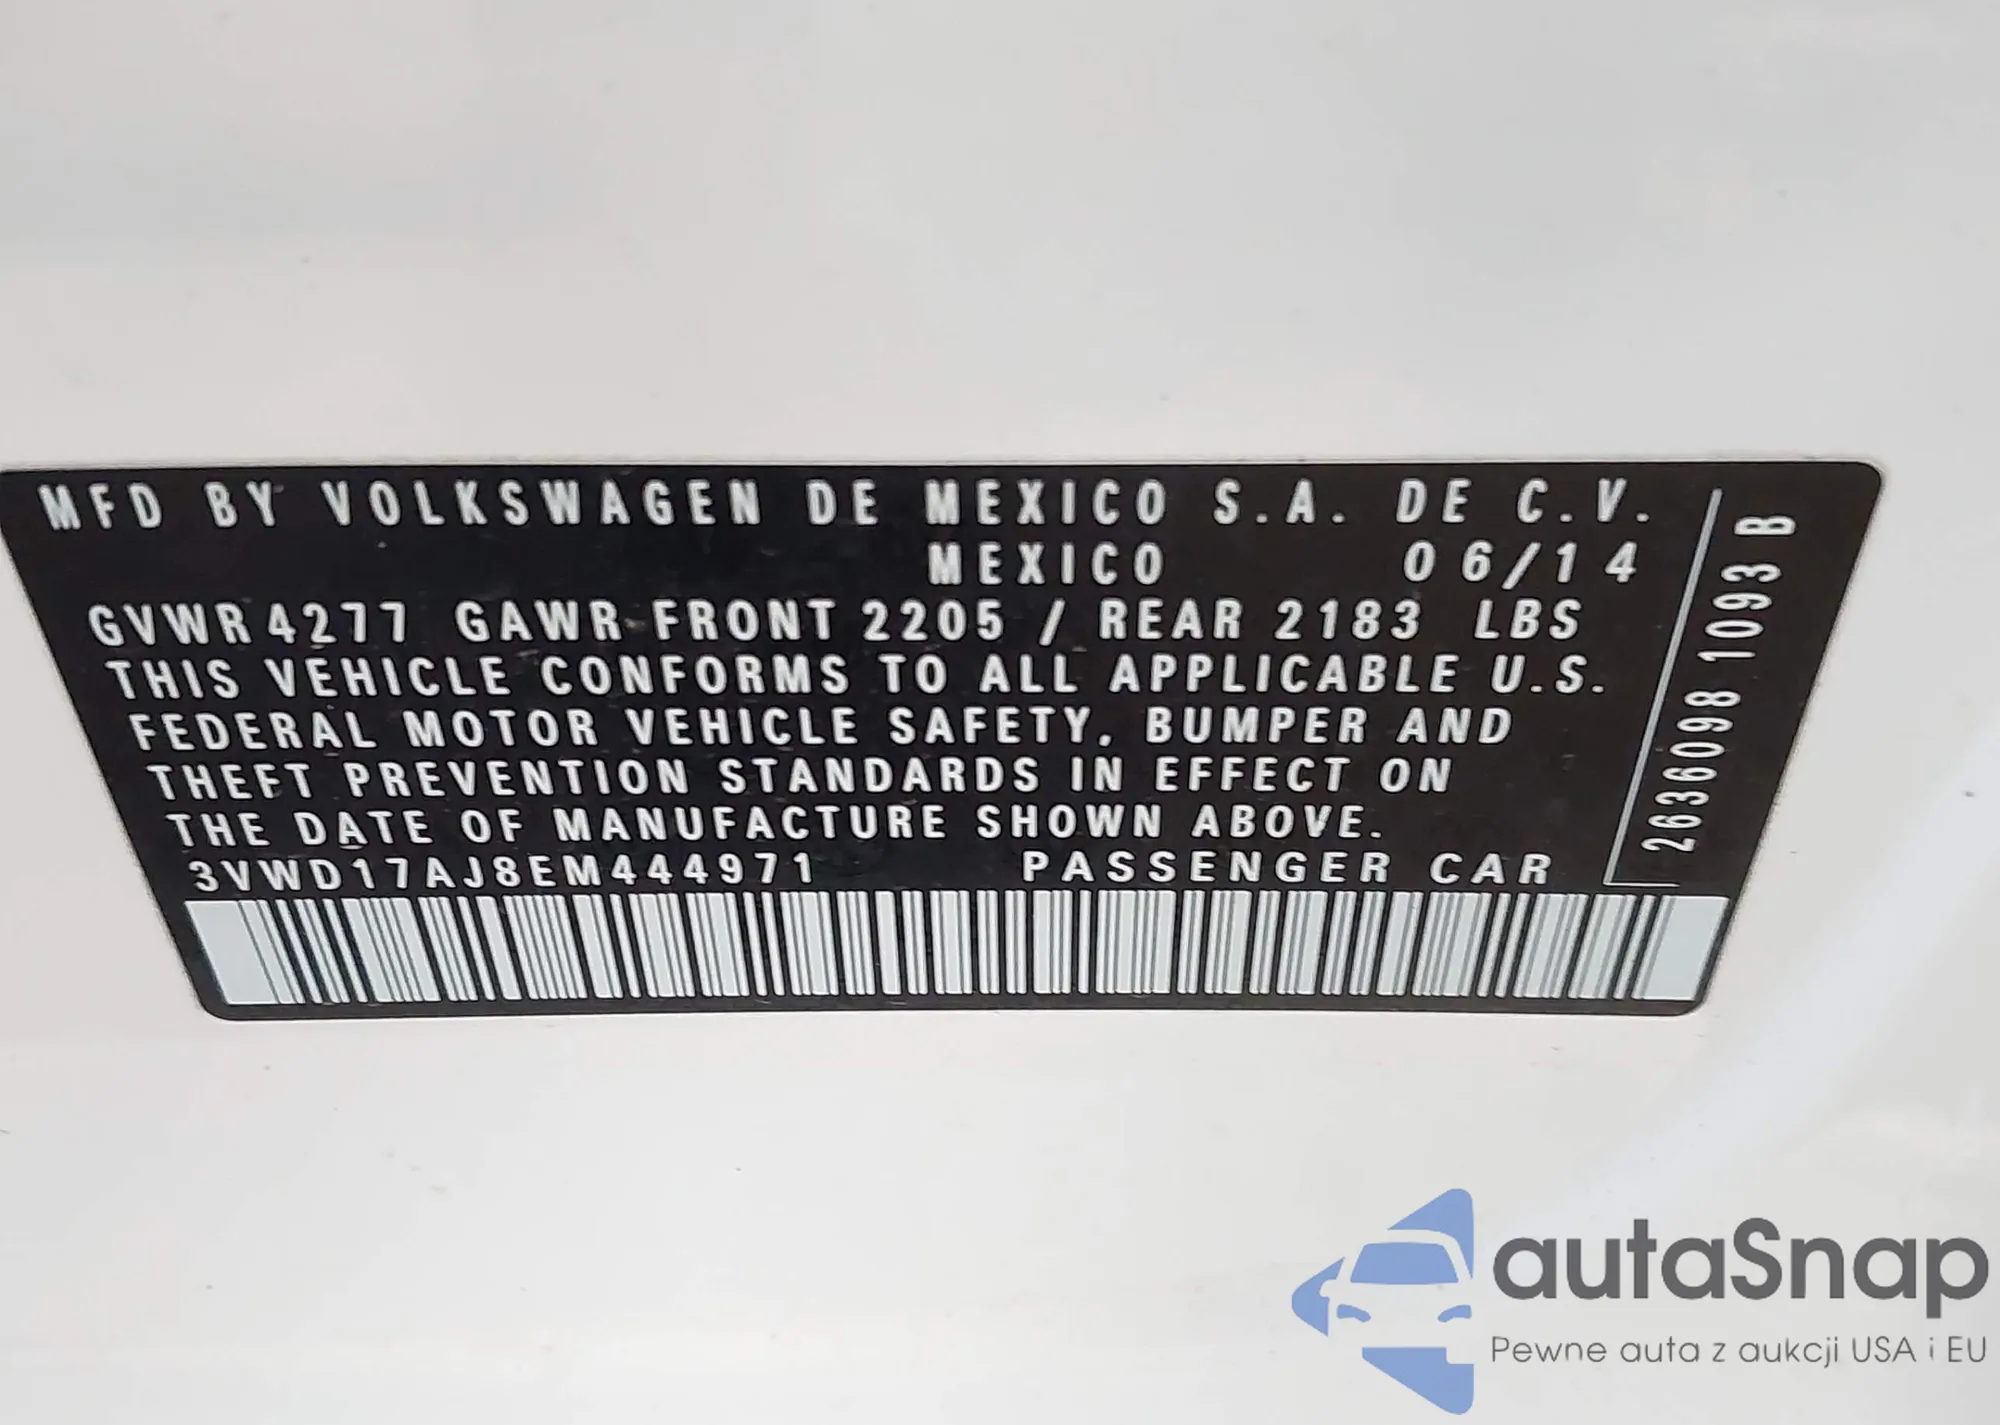 MFD BY VOLKSWAGEN DE MEXICO S.A. DE C.V.
MEXICO 06/14
GVWR 4277 GAWR FRONT 2205 / REAR 2183 LBS
THIS VEHICLE CONFORMS TO ALL APPLICABLE U.S.
FEDERAL MOTOR VEHICLE SAFETY, BUMPER AND
THEFT PREVENTION STANDARDS IN EFFECT ON
THE DATE OF MANUFACTURE SHOWN ABOVE.
3VWD17AJ8EM444971 PASSENGER CAR
2636098 1093 B
autaSnap
Pewne auta z aukcji USA i EU